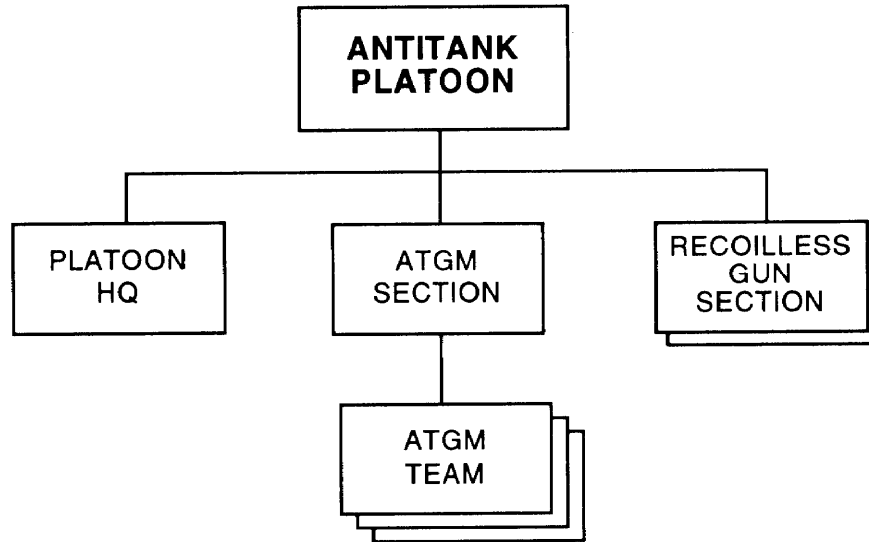 ANTITANK
PLATOON
PLATOON
HQ
ATGM
SECTION
RECOILLESS
GUN
SECTION
ATGM
TEAM